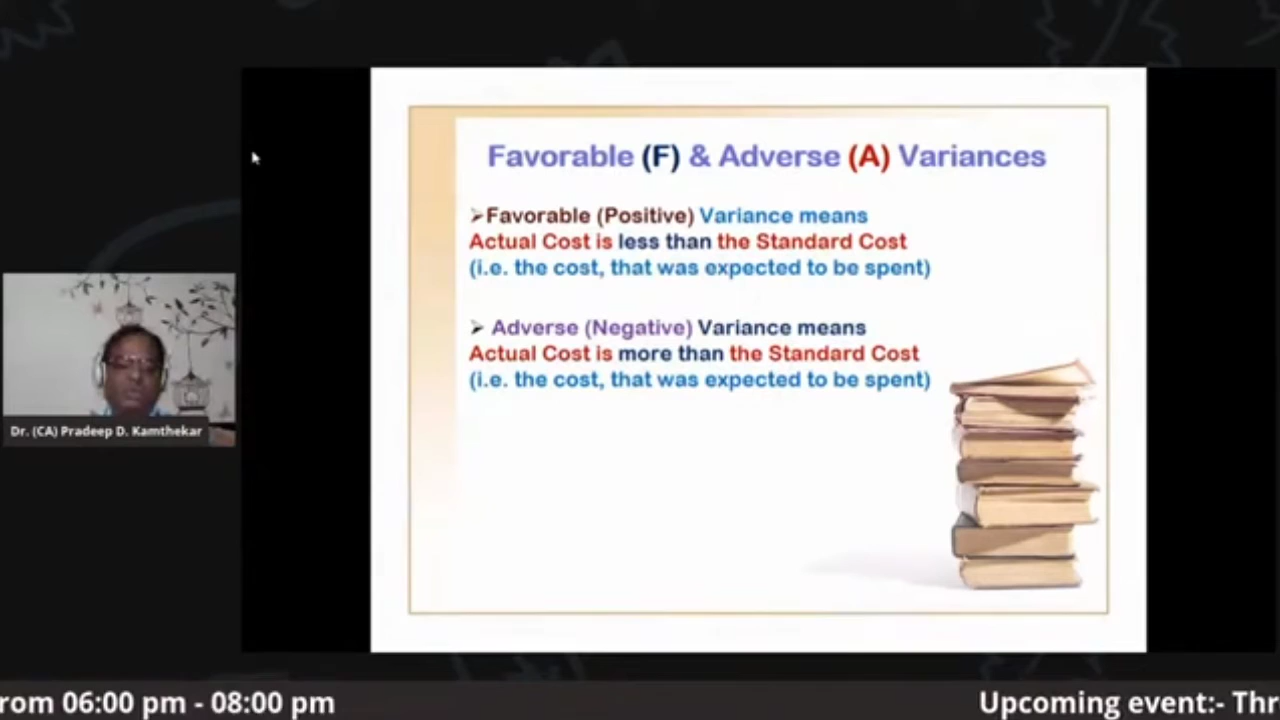 Favorable (F) & Adverse (A) Variances
➢Favorable (Positive) Variance means
Actual Cost is less than the Standard Cost
(i.e. the cost, that was expected to be spent)
➢ Adverse (Negative) Variance means
Actual Cost is more than the Standard Cost
(i.e. the cost, that was expected to be spent)
Dr. (CA) Pradeep D. Kamthekar
rom 06:00 pm - 08:00 pm
Upcoming event:- Thr